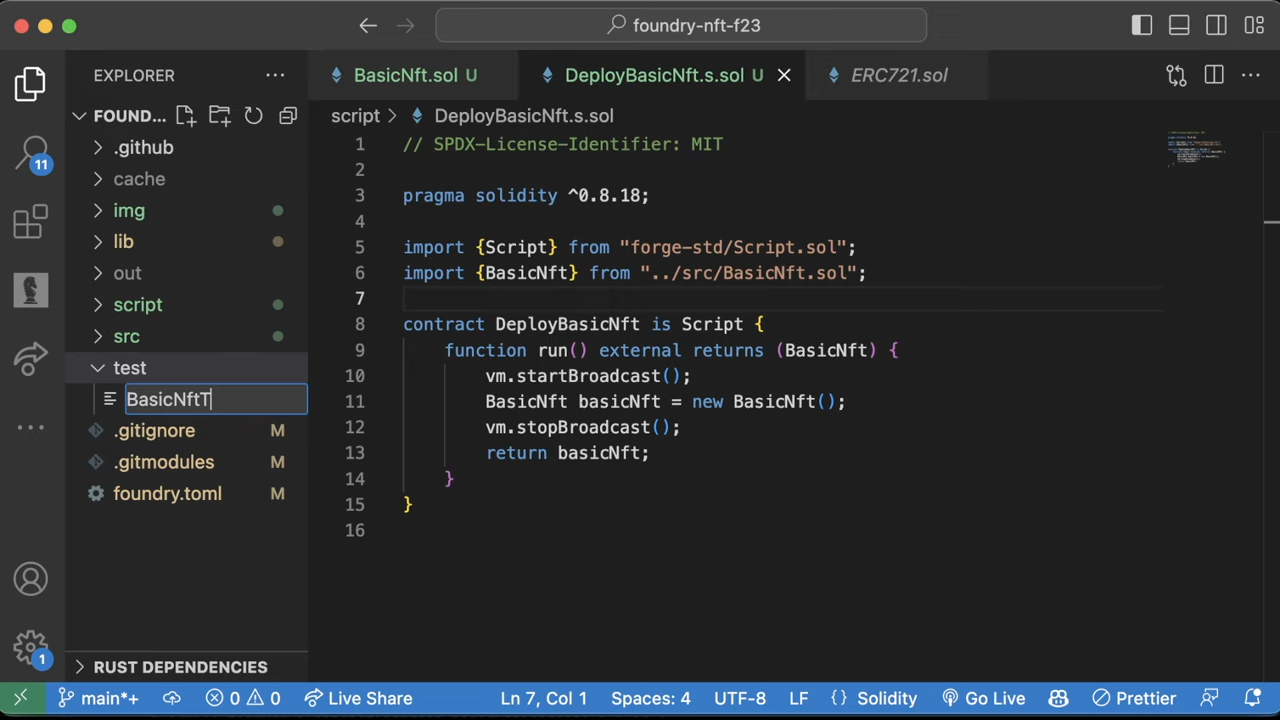 foundry-nft-f23
EXPLORER
BasicNft.sol U
DeployBasicNft.s.sol U
ERC721.sol
FOUND...
script > DeployBasicNft.s.sol
.github
cache
img
lib
out
script
src
test
BasicNftT
.gitignore M
.gitmodules M
foundry.toml M
11
1 // SPDX-License-Identifier: MIT
2
3 pragma solidity ^0.8.18;
4
5 import {Script} from "forge-std/Script.sol";
6 import {BasicNft} from "../src/BasicNft.sol";
7
8 contract DeployBasicNft is Script {
9 function run() external returns (BasicNft) {
10 vm.startBroadcast();
11 BasicNft basicNft = new BasicNft();
12 vm.stopBroadcast();
13 return basicNft;
14 }
15 }
16
RUST DEPENDENCIES
1
main*+ 0 0 Live Share Ln 7, Col 1 Spaces: 4 UTF-8 LF {} Solidity Go Live Prettier